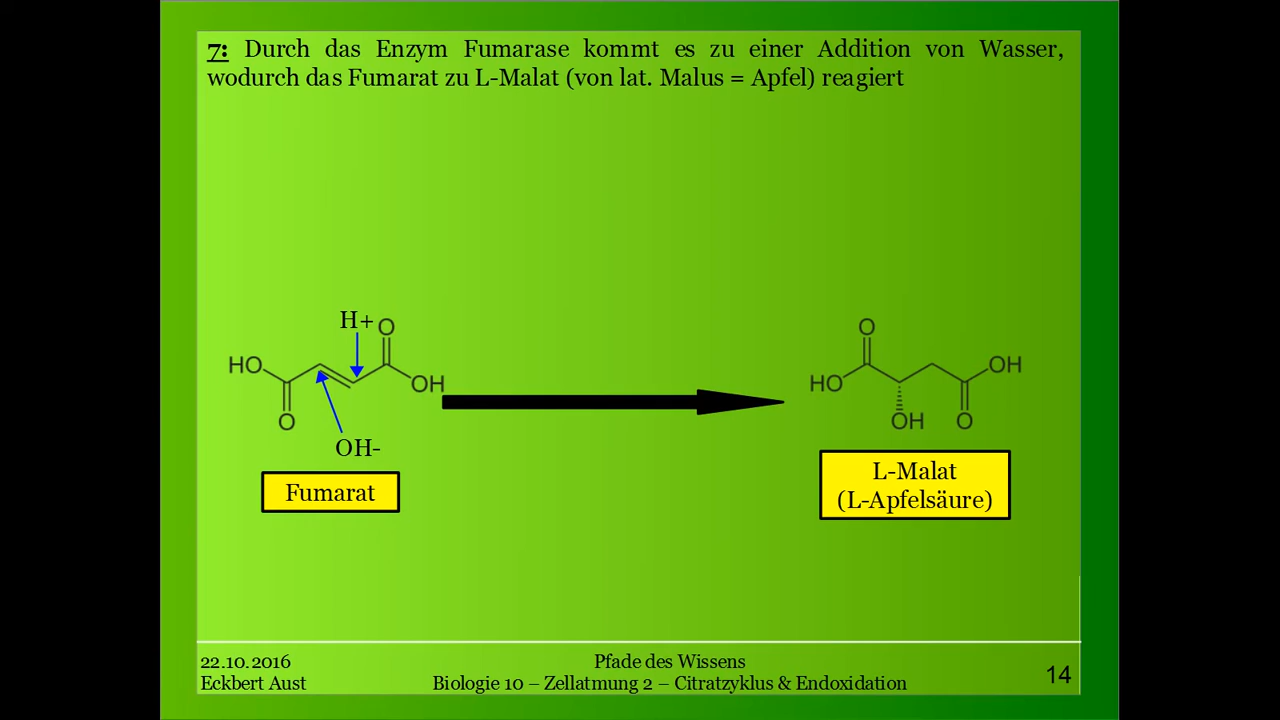 7: Durch das Enzym Fumarase kommt es zu einer Addition von Wasser,
wodurch das Fumarat zu L-Malat (von lat. Malus = Apfel) reagiert
H+
O
HO
OH
O
OH-
Fumarat
O
HO
OH
OH
O
L-Malat
(L-Apfelsäure)
22.10.2016
Eckbert Aust
Pfade des Wissens
Biologie 10 – Zellatmung 2 – Citratzyklus & Endoxidation
14